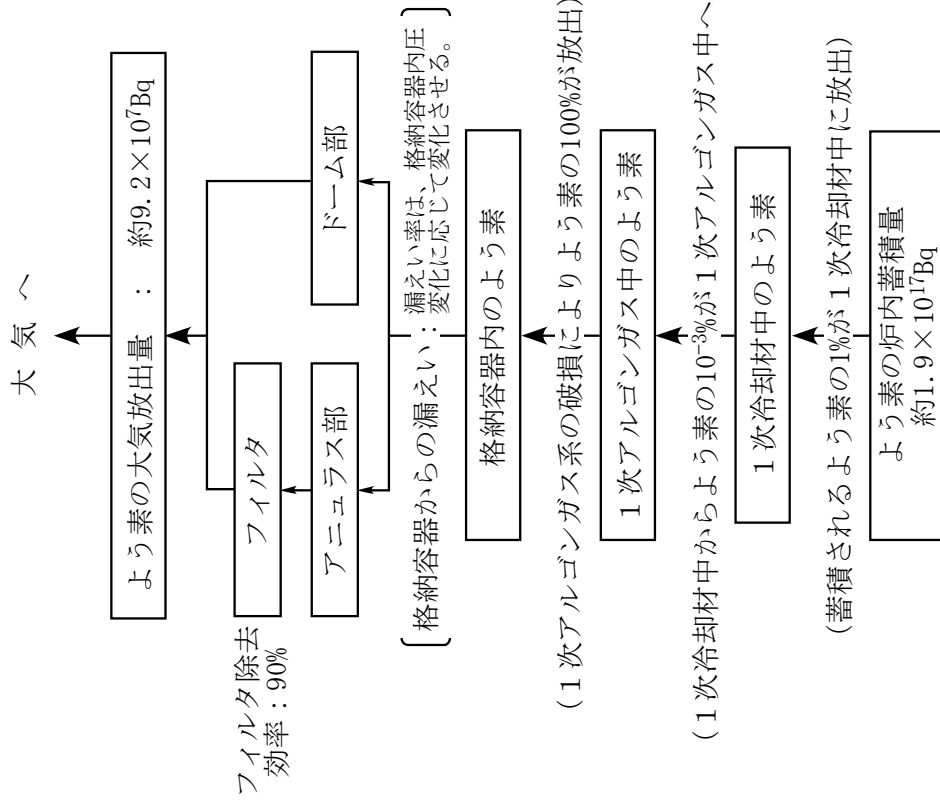 大 気 へ
よう素の大気放出量 : 約9.2×10⁷Bq
フィルタ除去
効率:90%
フィルタ
アニュラス部
ドーム部
格納容器からの漏えい:漏えい率は、格納容器内圧
変化に応じて変化させる。
格納容器内のよう素
(1次アルゴンガス系の破損によりよう素の100%が放出)
1次アルゴンガス中のよう素
(1次冷却材中からよう素の10⁻³%が1次アルゴンガス中へ
1次冷却材中のよう素
(蓄積されるよう素の1%が1次冷却材中に放出)
よう素の炉内蓄積量
約1.9×10¹⁷Bq